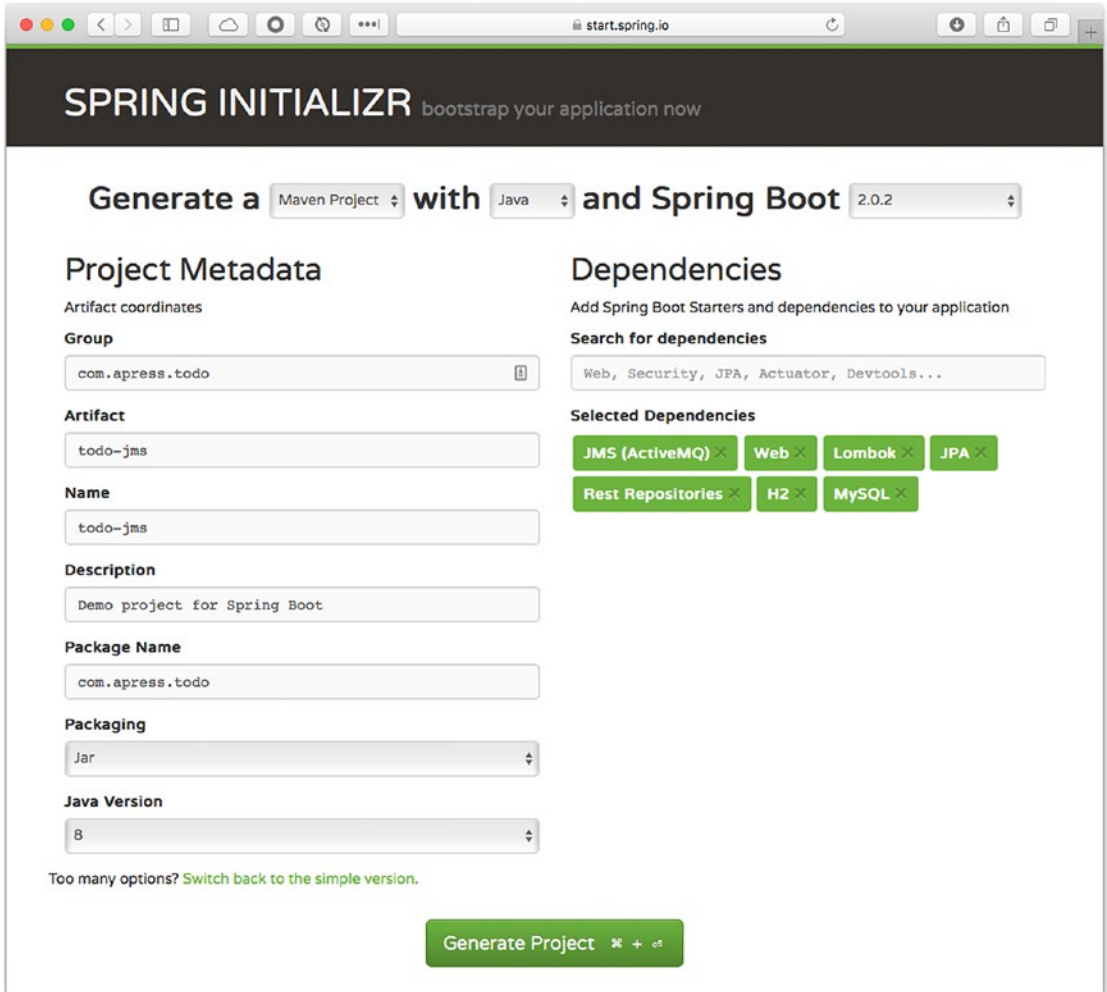 start.spring.io
SPRING INITIALIZR bootstrap your application now
Generate a Maven Project with Java and Spring Boot 2.0.2
Project Metadata
Artifact coordinates
Group
com.apress.todo
Artifact
todo-jms
Name
todo-jms
Description
Demo project for Spring Boot
Package Name
com.apress.todo
Packaging
Jar
Java Version
8
Too many options? Switch back to the simple version.
Dependencies
Add Spring Boot Starters and dependencies to your application
Search for dependencies
Web, Security, JPA, Actuator, Devtools...
Selected Dependencies
JMS (ActiveMQ) × Web × Lombok × JPA ×
Rest Repositories × H2 × MySQL ×
Generate Project ⌘ + ⏎